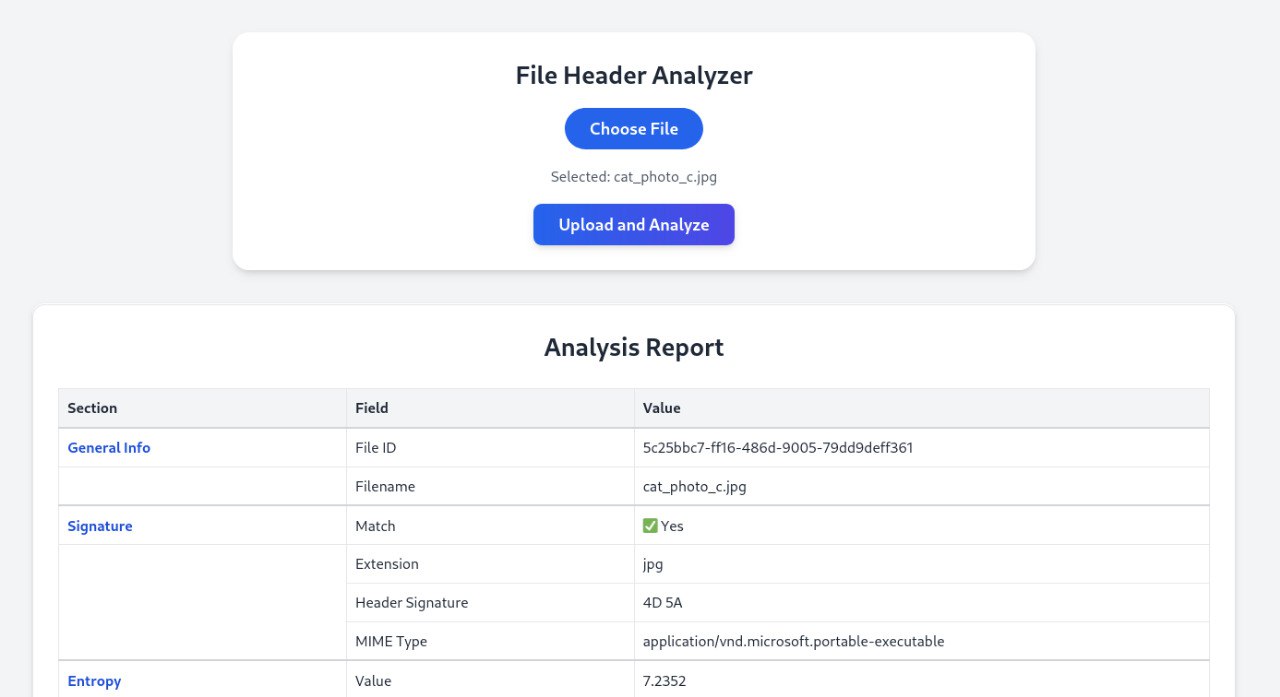 File Header Analyzer
Choose File
Selected: cat_photo_c.jpg
Upload and Analyze
Analysis Report
Section Field Value
General Info File ID 5c25bbc7-ff16-486d-9005-79dd9deff361
Filename cat_photo_c.jpg
Signature Match ✅ Yes
Extension jpg
Header Signature 4D 5A
MIME Type application/vnd.microsoft.portable-executable
Entropy Value 7.2352